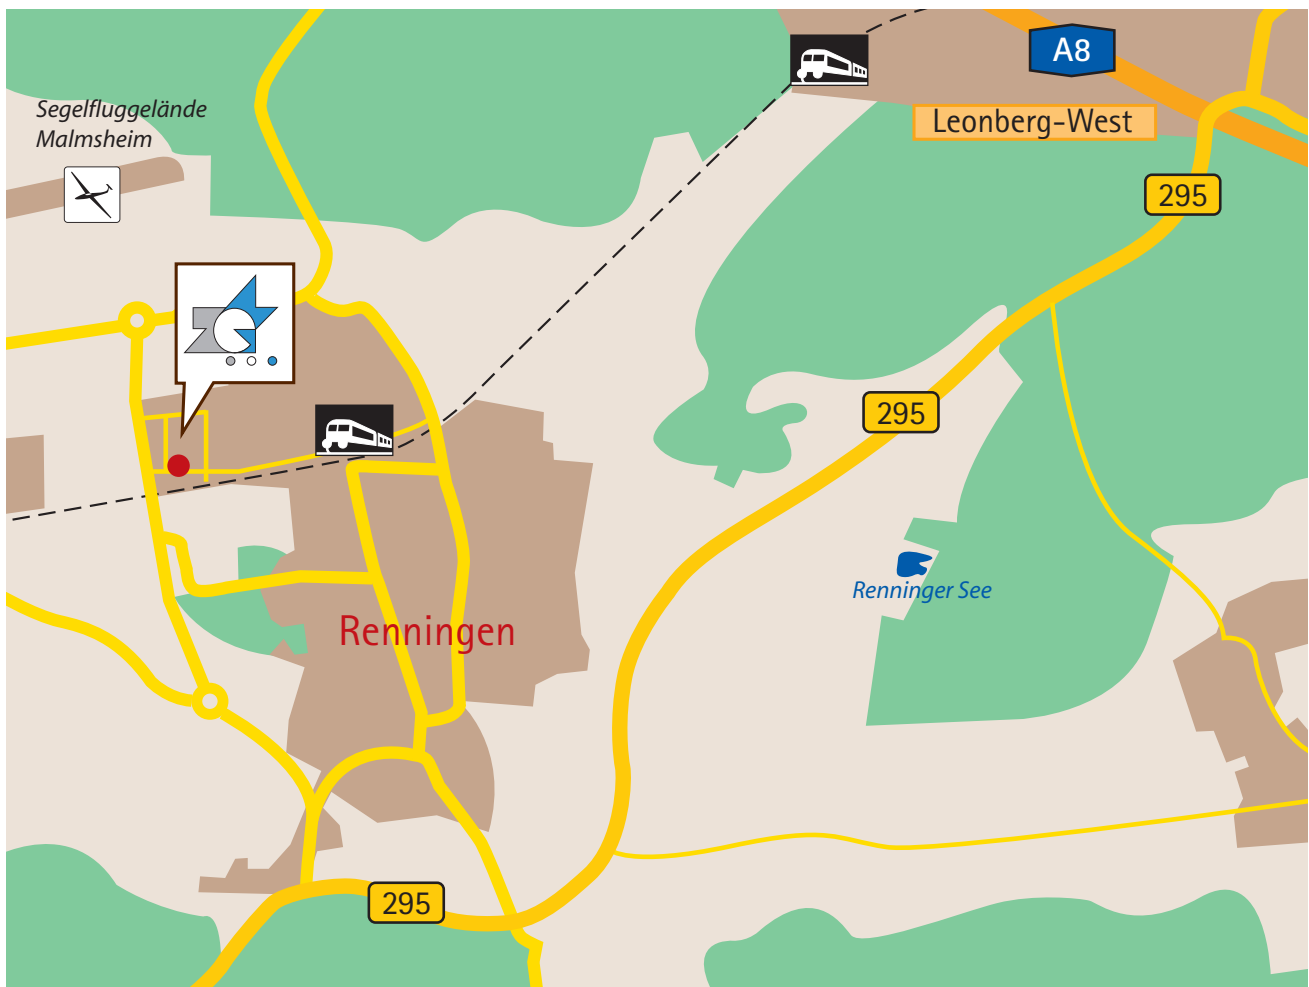 A8
Segelfluggelände
Malmsheim
Leonberg-West
295
295
Renninger See
Renningen
295